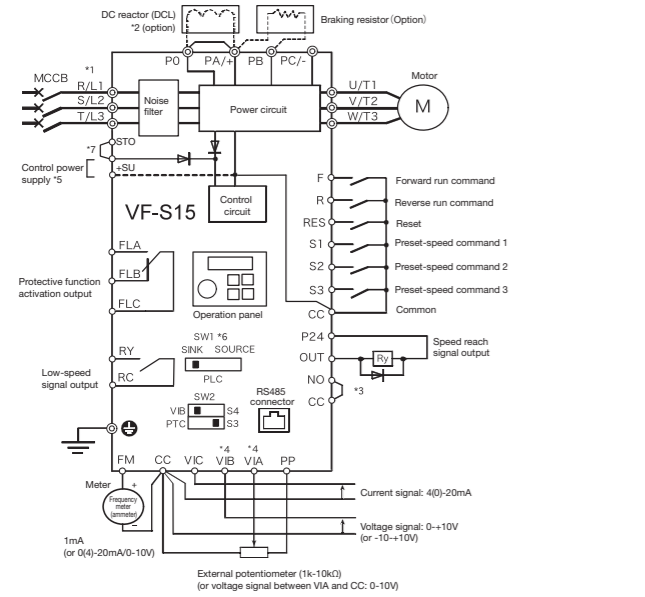 DC reactor (DCL)
*2 (option)
Braking resistor (Option)
P0 PA/+ PB PC/-
*1
MCCB
R/L1
S/L2
T/L3
Noise
filter
Power circuit
U/T1
V/T2
W/T3
Motor
M
STO
*7
Control power
supply *5
+SU
VF-S15
Control
circuit
F
Forward run command
R
Reverse run command
RES
Reset
S1
Preset-speed command 1
S2
Preset-speed command 2
S3
Preset-speed command 3
CC
Common
FLA
FLB
FLC
Protective function
activation output
Operation panel
P24
OUT
Ry
Speed reach
signal output
NO
CC
*3
SW1 *6
SINK SOURCE
PLC
RY
RC
Low-speed
signal output
SW2
VIB S4
PTC S3
RS485
connector
FM CC VIC VIB VIA PP
*4 *4
Meter
+
Frequency
meter
(ammeter)
−
1mA
(or 0(4)-20mA/0-10V)
Current signal: 4(0)-20mA
Voltage signal: 0-+10V
(or -10-+10V)
External potentiometer (1k-10kΩ)
(or voltage signal between VIA and CC: 0-10V)